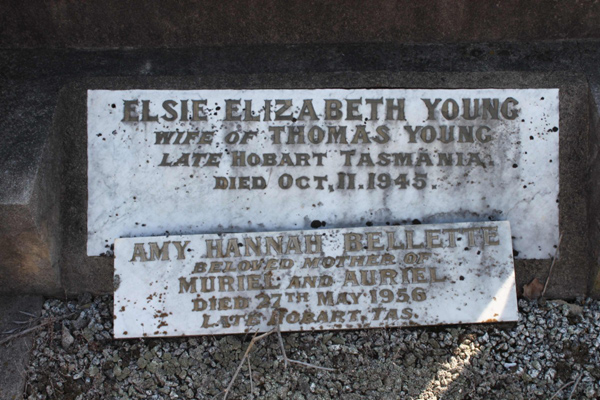 ELSIE ELIZABETH YOUNG
WIFE OF THOMAS YOUNG
LATE HOBART TASMANIA.
DIED OCT. 11. 1945.
AMY HANNAH BELLETTE
BELOVED MOTHER OF
MURIEL AND AURIEL
DIED 27TH MAY 1956
LATE HOBART, TAS.